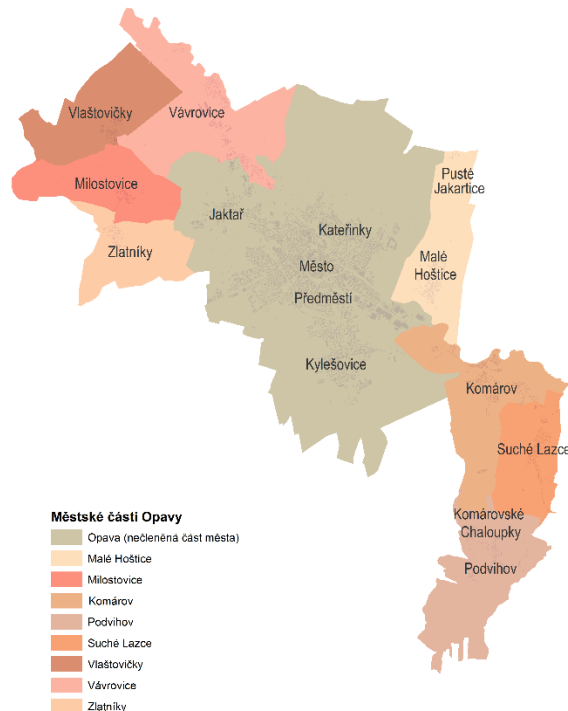 Vlaštovičky
Vávrovice
Milostovice
Pusté
Jakartice
Jaktař
Kateřinky
Zlatníky
Malé
Hoštice
Město
Předměstí
Kylešovice
Komárov
Suché Lazce
Komárovské
Chaloupky
Podvihov
Městské části Opavy
Opava (nečleněná část města)
Malé Hoštice
Milostovice
Komárov
Podvihov
Suché Lazce
Vlaštovičky
Vávrovice
Zlatníky